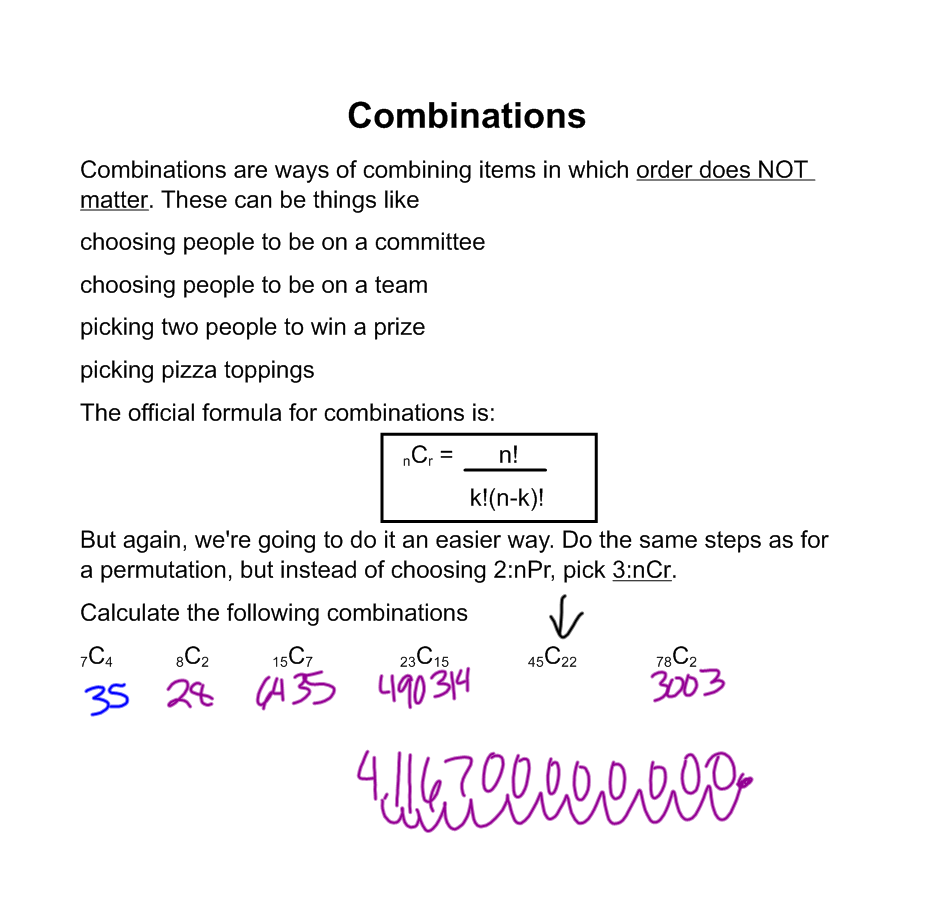 Combinations
Combinations are ways of combining items in which order does NOT
matter. These can be things like
choosing people to be on a committee
choosing people to be on a team
picking two people to win a prize
picking pizza toppings
The official formula for combinations is:
nCr = n!
k!(n-k)!
But again, we're going to do it an easier way. Do the same steps as for
a permutation, but instead of choosing 2:nPr, pick 3:nCr.
Calculate the following combinations
7C4 8C2 15C7 23C15 45C22 78C2
35 28 6435 490314 3003
4.116700000000.